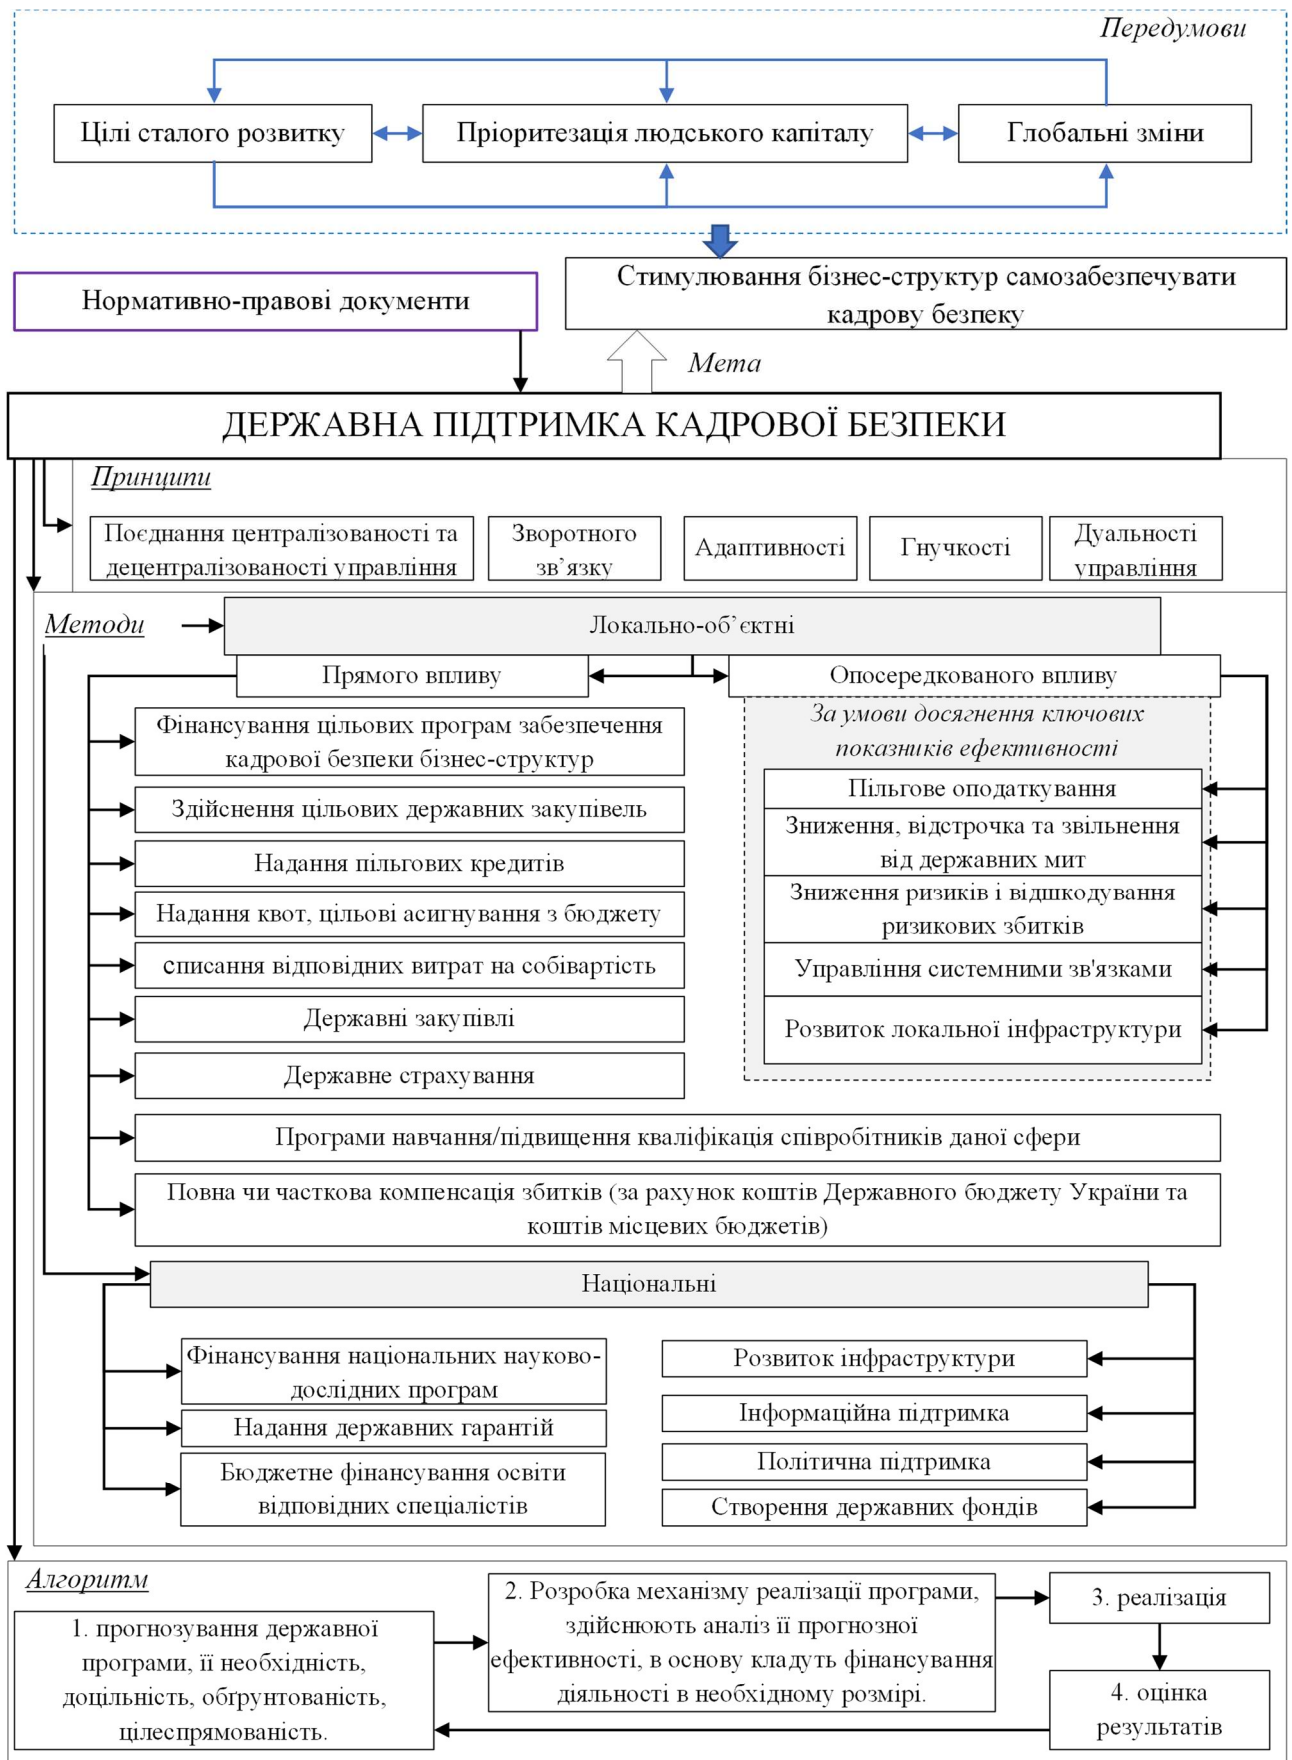 Передумови
Цілі сталого розвитку
Пріоритезація людського капіталу
Глобальні зміни
Нормативно-правові документи
Стимулювання бізнес-структур самозабезпечувати
кадрову безпеку
Мета
ДЕРЖАВНА ПІДТРИМКА КАДРОВОЇ БЕЗПЕКИ
Принципи
Поєднання централізованості та
децентралізованості управління
Зворотного
зв’язку
Адаптивності
Гнучкості
Дуальності
управління
Методи
Локально-об’єктні
Прямого впливу
Опосередкованого впливу
Фінансування цільових програм забезпечення
кадрової безпеки бізнес-структур
Здійснення цільових державних закупівель
Надання пільгових кредитів
Надання квот, цільові асигнування з бюджету
списання відповідних витрат на собівартість
Державні закупівлі
Державне страхування
За умови досягнення ключових
показників ефективності
Пільгове оподаткування
Зниження, відстрочка та звільнення
від державних мит
Зниження ризиків і відшкодування
ризикових збитків
Управління системними зв'язками
Розвиток локальної інфраструктури
Програми навчання/підвищення кваліфікація співробітників даної сфери
Повна чи часткова компенсація збитків (за рахунок коштів Державного бюджету України та
коштів місцевих бюджетів)
Національні
Фінансування національних науково-
дослідних програм
Надання державних гарантій
Бюджетне фінансування освіти
відповідних спеціалістів
Розвиток інфраструктури
Інформаційна підтримка
Політична підтримка
Створення державних фондів
Алгоритм
1. прогнозування державної
програми, її необхідність,
доцільність, обґрунтованість,
цілеспрямованість.
2. Розробка механізму реалізації програми,
здійснюють аналіз її прогнозної
ефективності, в основу кладуть фінансування
діяльності в необхідному розмірі.
3. реалізація
4. оцінка
результатів